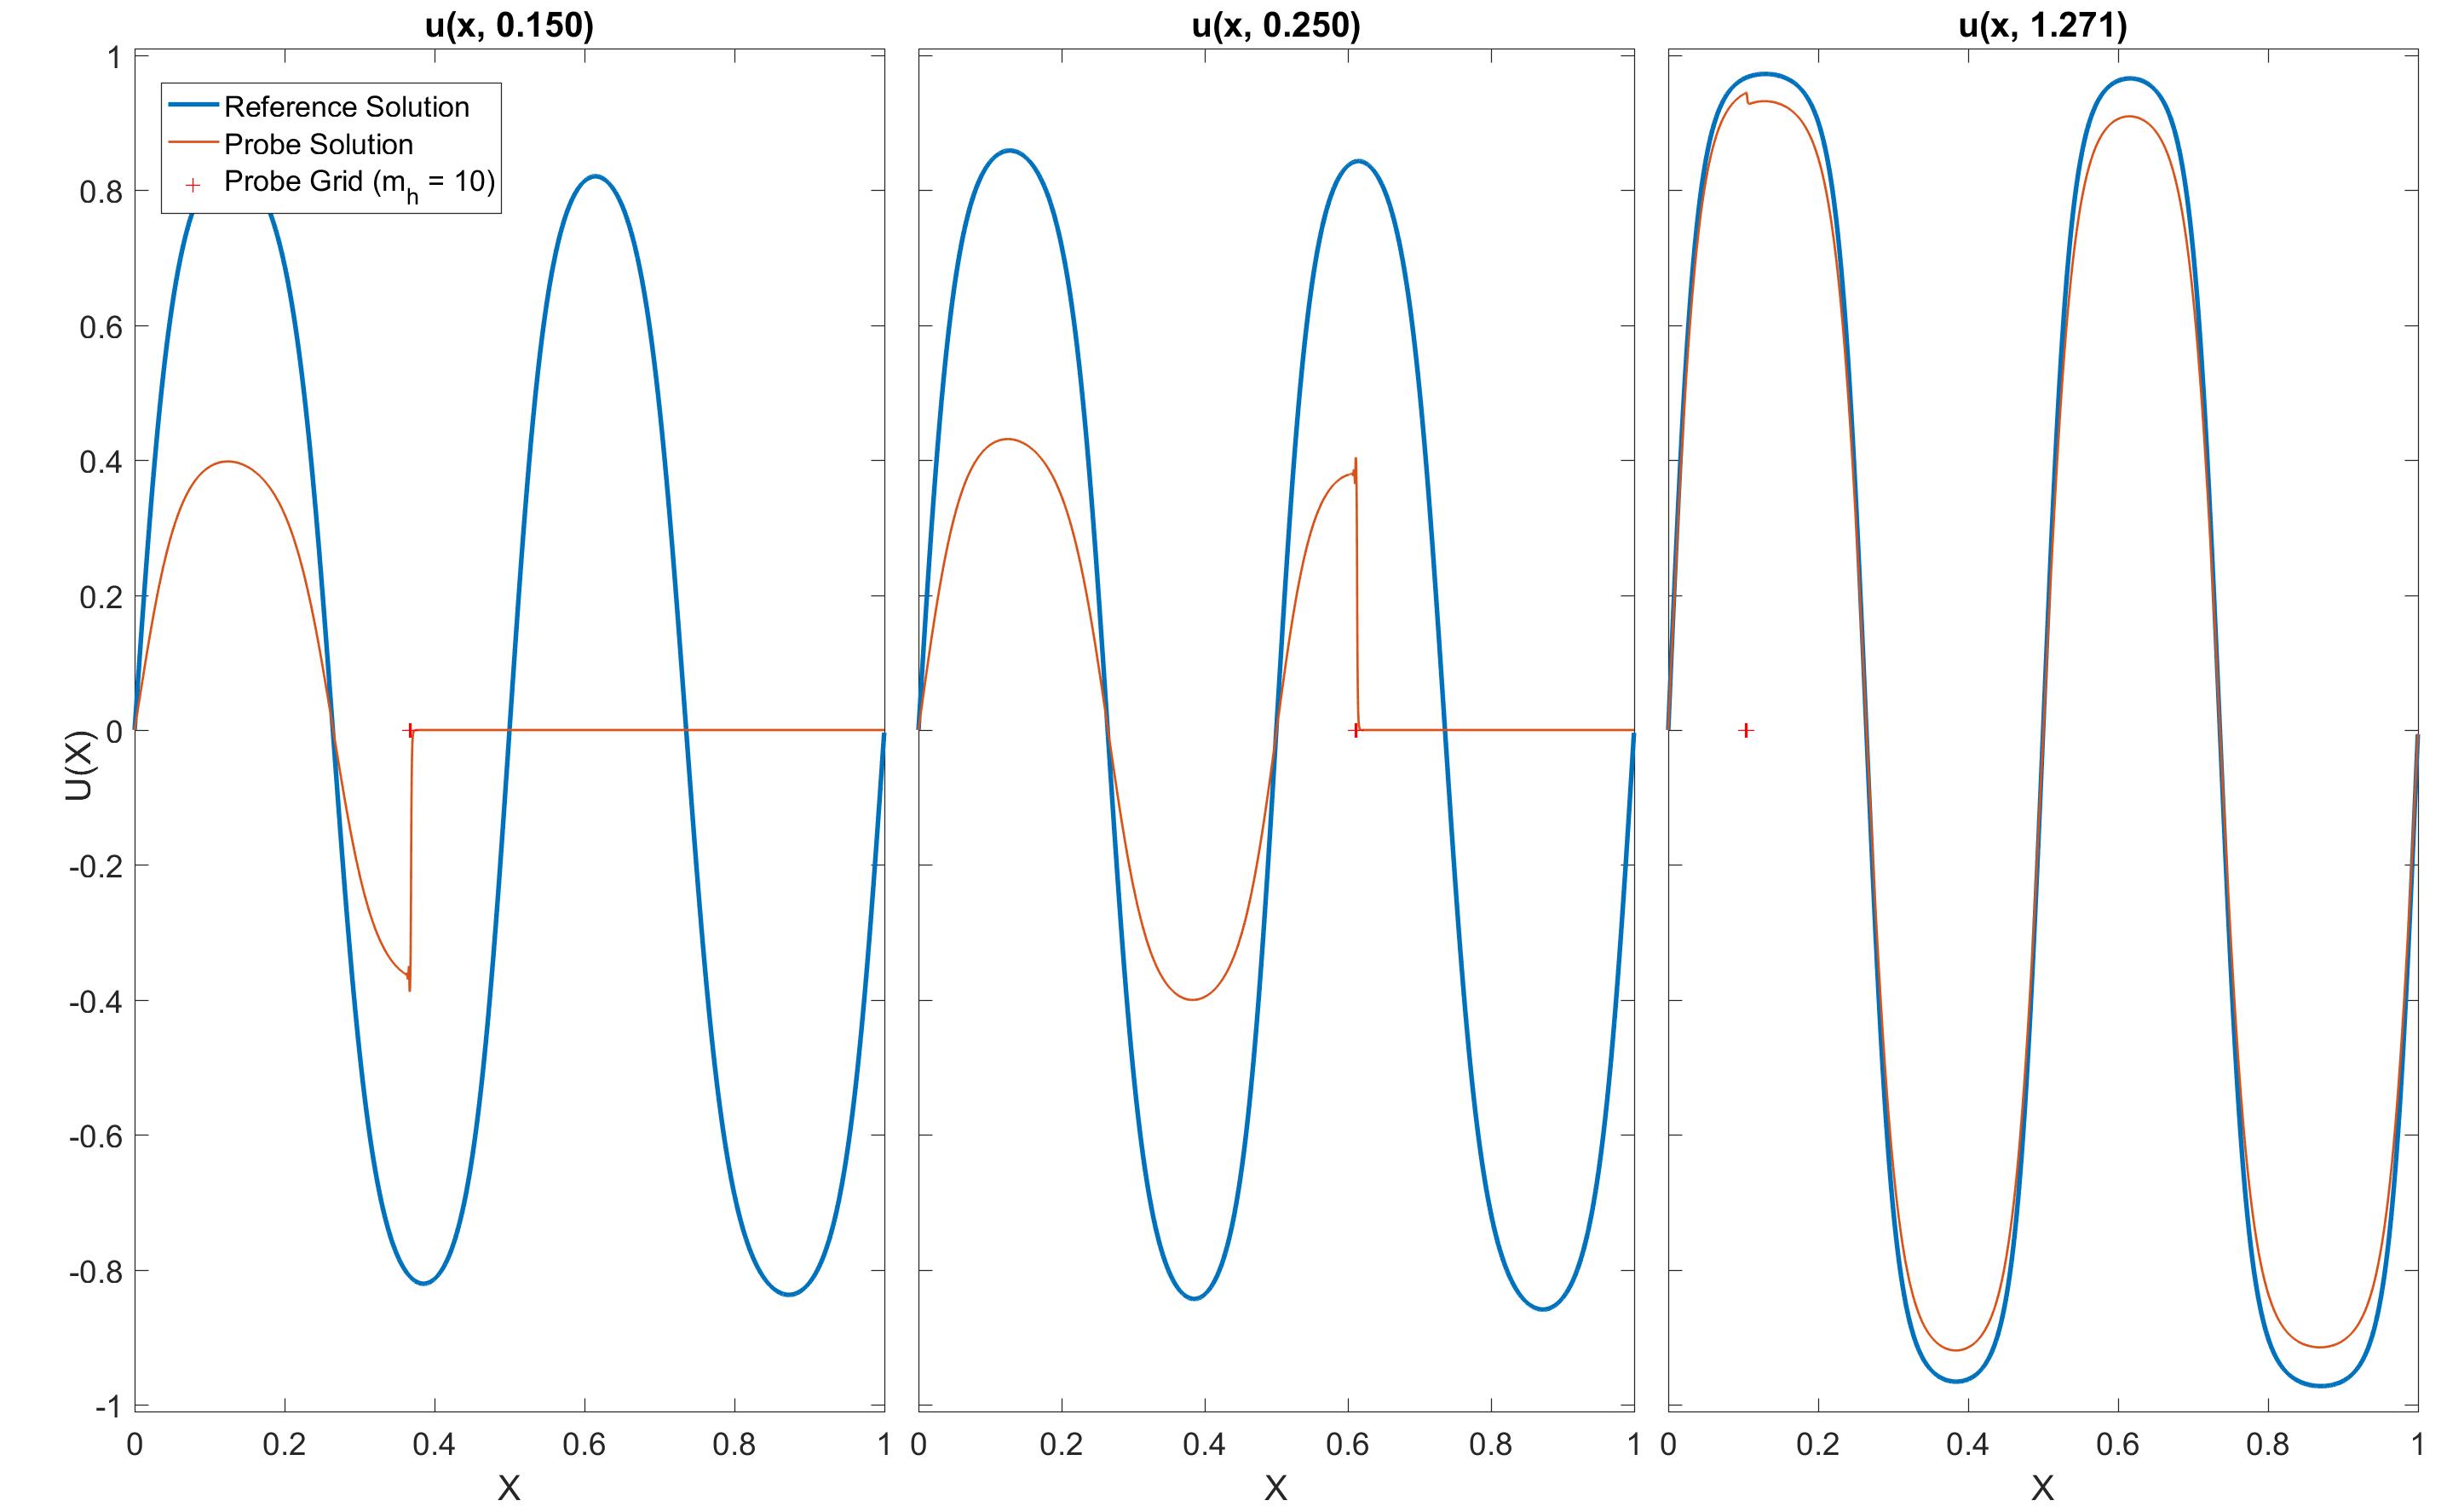 u(x, 0.150)
u(x, 0.250)
u(x, 1.271)
Reference Solution
Probe Solution
Probe Grid (m_h = 10)
U(X)
1
0.8
0.6
0.4
0.2
0
-0.2
-0.4
-0.6
-0.8
-1
0 0.2 0.4 0.6 0.8 1
0 0.2 0.4 0.6 0.8 1
0 0.2 0.4 0.6 0.8 1
X
X
X